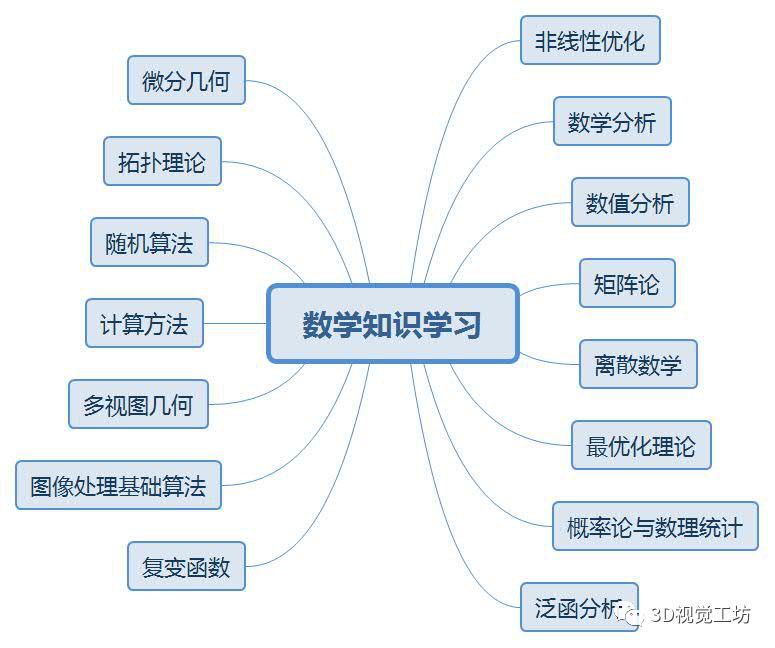 非线性优化
微分几何
数学分析
拓扑理论
数值分析
随机算法
矩阵论
计算方法
数学知识学习
离散数学
多视图几何
最优化理论
图像处理基础算法
概率论与数理统计
复变函数
泛函分析
3D视觉工坊